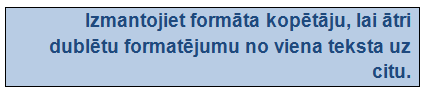 Izmantojiet formāta kopētāju, lai ātri
dublētu formatējumu no viena teksta uz
citu.